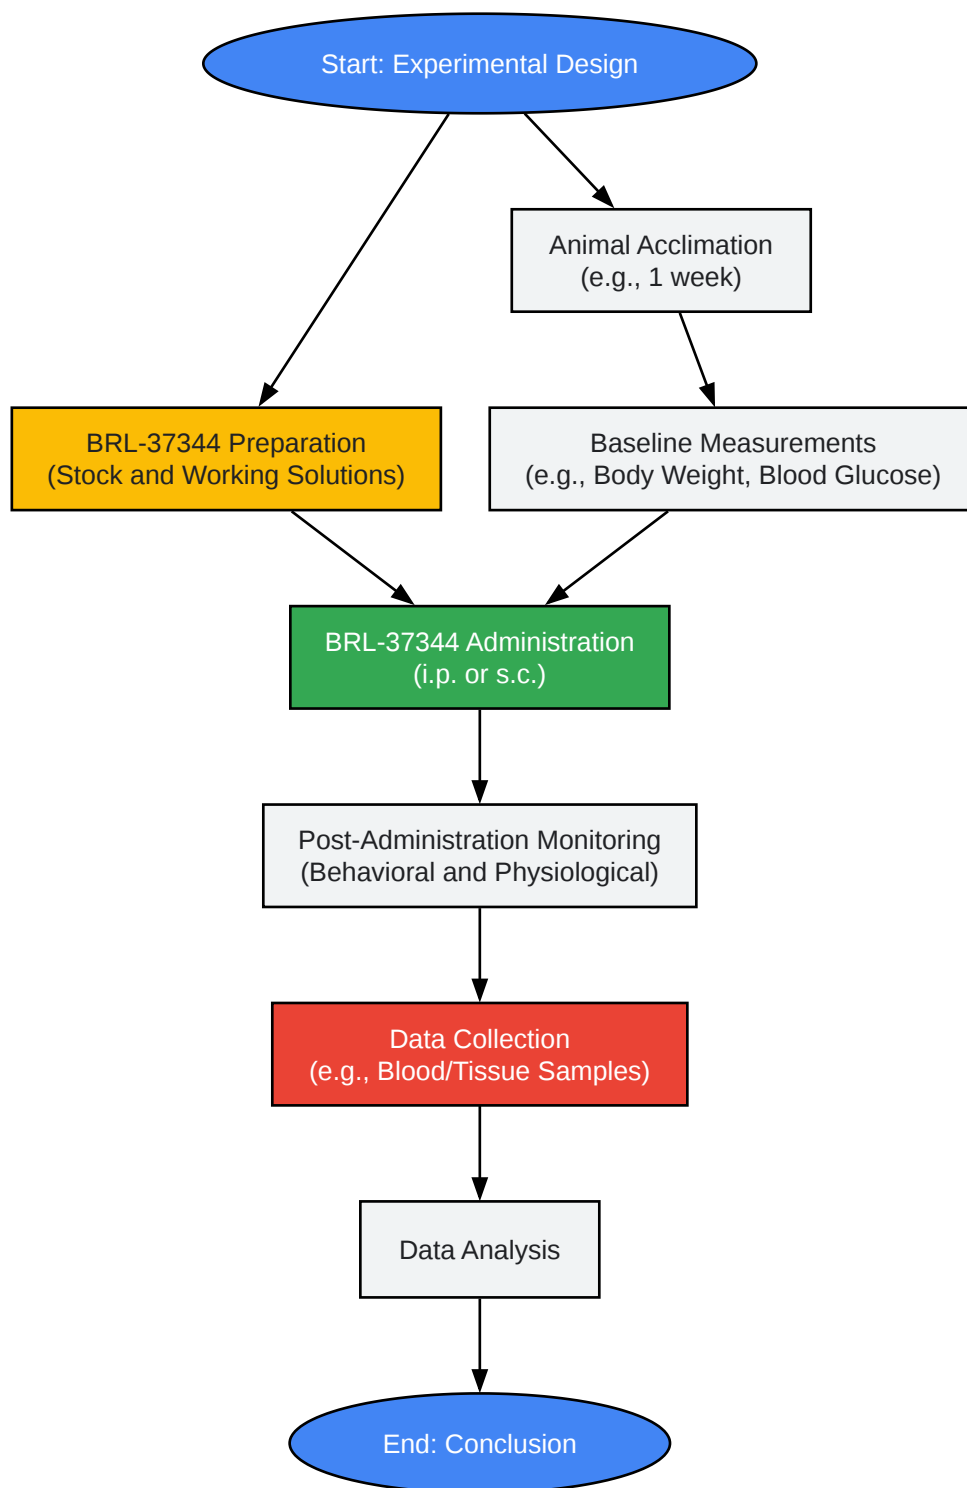 Start: Experimental Design
Animal Acclimation
(e.g., 1 week)
BRL-37344 Preparation
(Stock and Working Solutions)
Baseline Measurements
(e.g., Body Weight, Blood Glucose)
BRL-37344 Administration
(i.p. or s.c.)
Post-Administration Monitoring
(Behavioral and Physiological)
Data Collection
(e.g., Blood/Tissue Samples)
Data Analysis
End: Conclusion